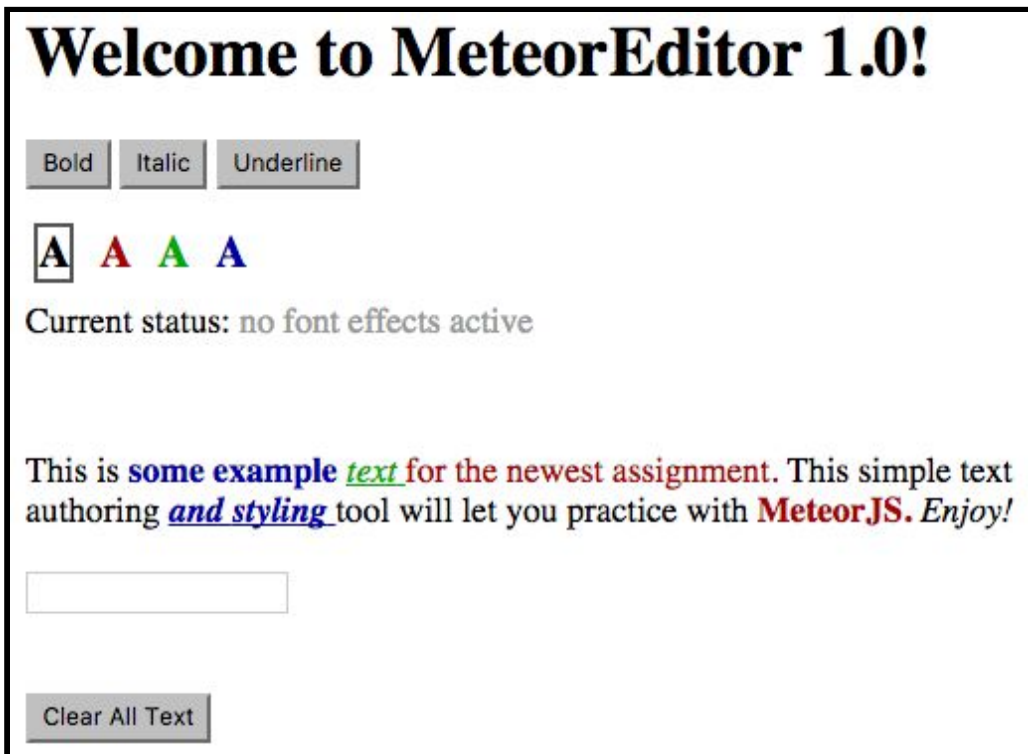 Welcome to MeteorEditor 1.0!
Bold Italic Underline
A A A A
Current status: no font effects active
This is some example text for the newest assignment. This simple text
authoring and styling tool will let you practice with MeteorJS. Enjoy!
Clear All Text